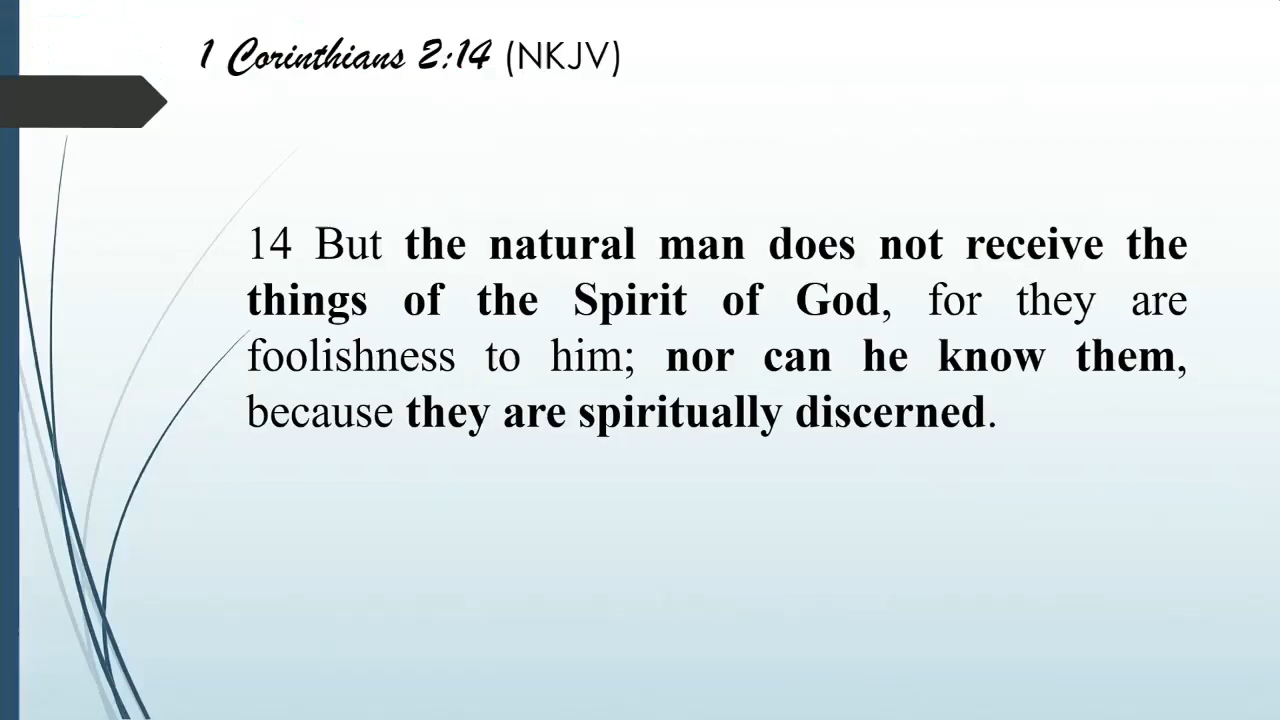 1 Corinthians 2:14 (NKJV)
14 But the natural man does not receive the
things of the Spirit of God, for they are
foolishness to him; nor can he know them,
because they are spiritually discerned.